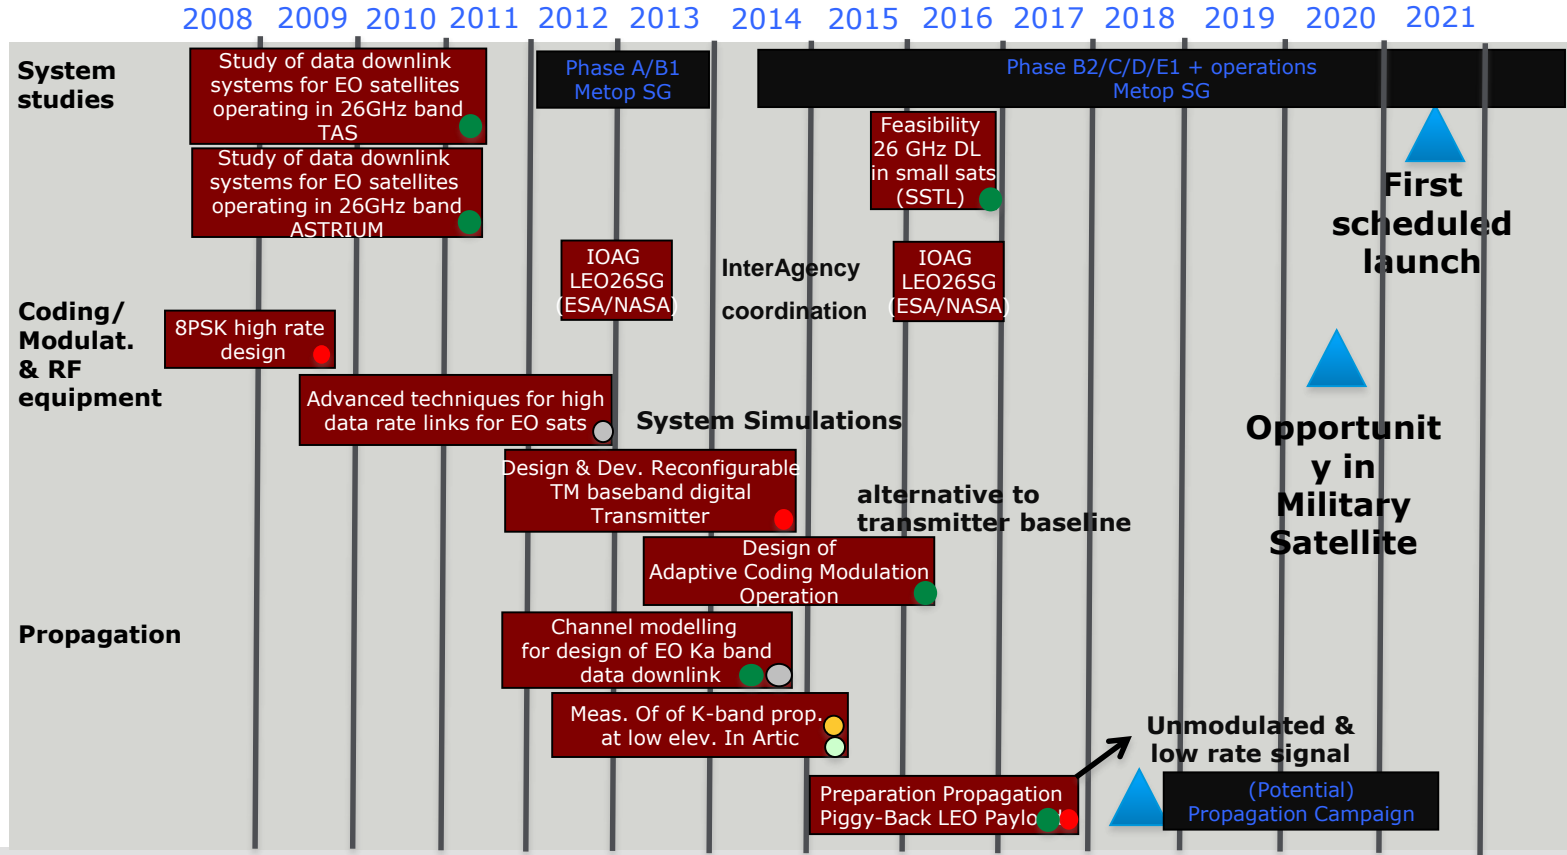 2008 2009 2010 2011 2012 2013 2014 2015 2016 2017 2018 2019 2020 2021
System
studies
Study of data downlink
systems for EO satellites
operating in 26GHz band
TAS
Phase A/B1
Metop SG
Phase B2/C/D/E1 + operations
Metop SG
Study of data downlink
systems for EO satellites
operating in 26GHz band
ASTRIUM
Feasibility
26 GHz DL
in small sats
(SSTL)
First
scheduled
launch
IOAG
LEO26SG
(ESA/NASA)
InterAgency
coordination
IOAG
LEO26SG
(ESA/NASA)
Coding/
Modulat.
& RF
equipment
8PSK high rate
design
Advanced techniques for high
data rate links for EO sats
System Simulations
Opportunit
y in
Military
Satellite
Design & Dev. Reconfigurable
TM baseband digital
Transmitter
alternative to
transmitter baseline
Design of
Adaptive Coding Modulation
Operation
Propagation
Channel modelling
for design of EO Ka band
data downlink
Meas. Of of K-band prop.
at low elev. In Artic
Unmodulated &
low rate signal
Preparation Propagation
Piggy-Back LEO Payload
(Potential)
Propagation Campaign